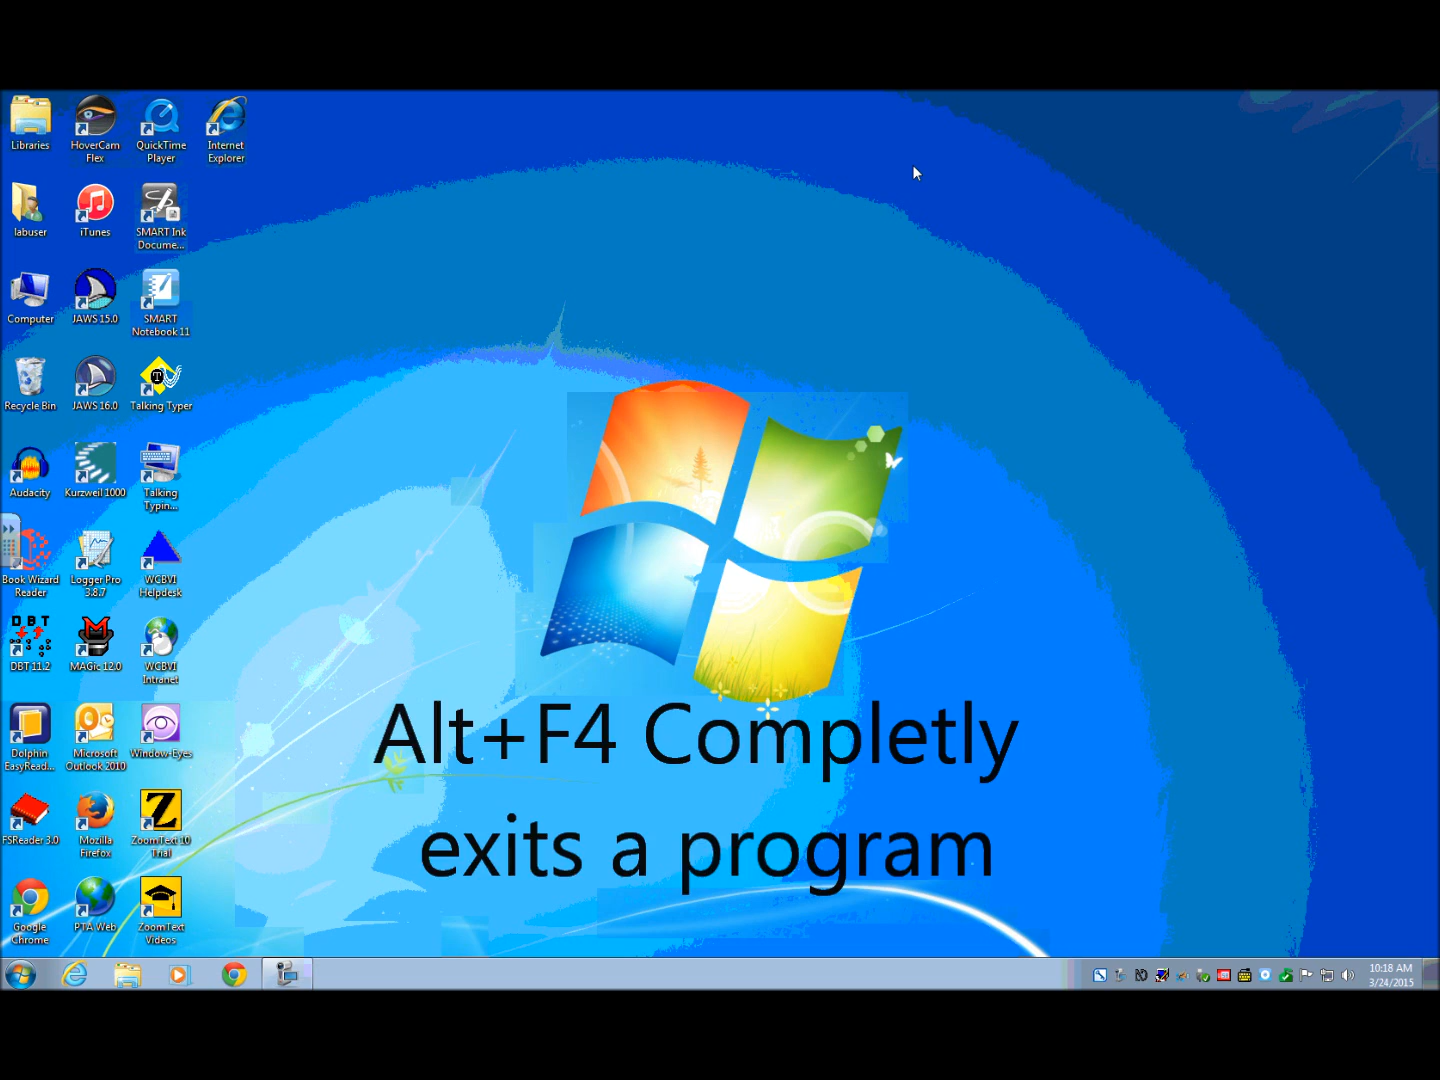 Libraries
HoverCam
Flex
QuickTime
Player
Internet
Explorer
labuser
iTunes
SMART Ink
Docume...
Computer
JAWS 15.0
SMART
Notebook 11
Recycle Bin
JAWS 16.0
Talking Typer
Audacity
Kurzweil 1000
Talking
Typin...
Book Wizard
Reader
Logger Pro
3.8.7
WCBVI
Helpdesk
DBT
DBT 11.2
MAGic 12.0
WCBVI
Intranet
Dolphin
EasyRead...
Microsoft
Outlook 2010
Window-Eyes
FSReader 3.0
Mozilla
Firefox
ZoomText 10
Trial
Google
Chrome
PTA Web
ZoomText
Videos
Alt+F4 Completly
exits a program
10:18 AM
3/24/2015